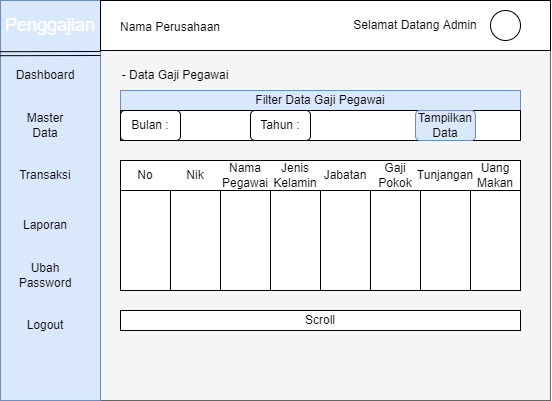 Penggajian
Nama Perusahaan
Selamat Datang Admin
Dashboard
Master
Data
Transaksi
Laporan
Ubah
Password
Logout
- Data Gaji Pegawai
Filter Data Gaji Pegawai
Bulan :
Tahun :
Tampilkan
Data
No
Nik
Nama
Pegawai
Jenis
Kelamin
Jabatan
Gaji
Pokok
Tunjangan
Uang
Makan
Scroll